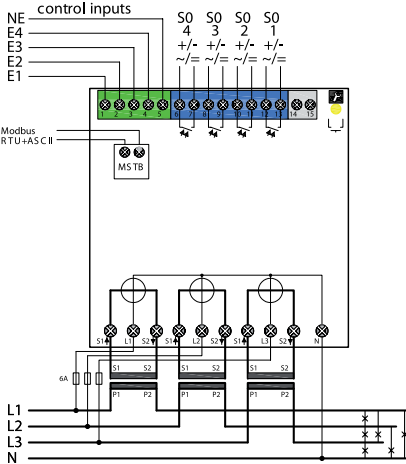 control inputs
NE
E4
E3
E2
E1
S0 S0 S0 S0
4 3 2 1
+/- +/- +/- +/-
~/= ~/= ~/= ~/=
1 2 3 4 5 6 7 8 9 10 11 12 13 14 15
Modbus
RTU+ASCII
MS TB
S1 L1 S2 S1 L2 S2 S1 L3 S2 N
6A
S1 S2 S1 S2 S1 S2
P1 P2 P1 P2 P1 P2
L1
L2
L3
N